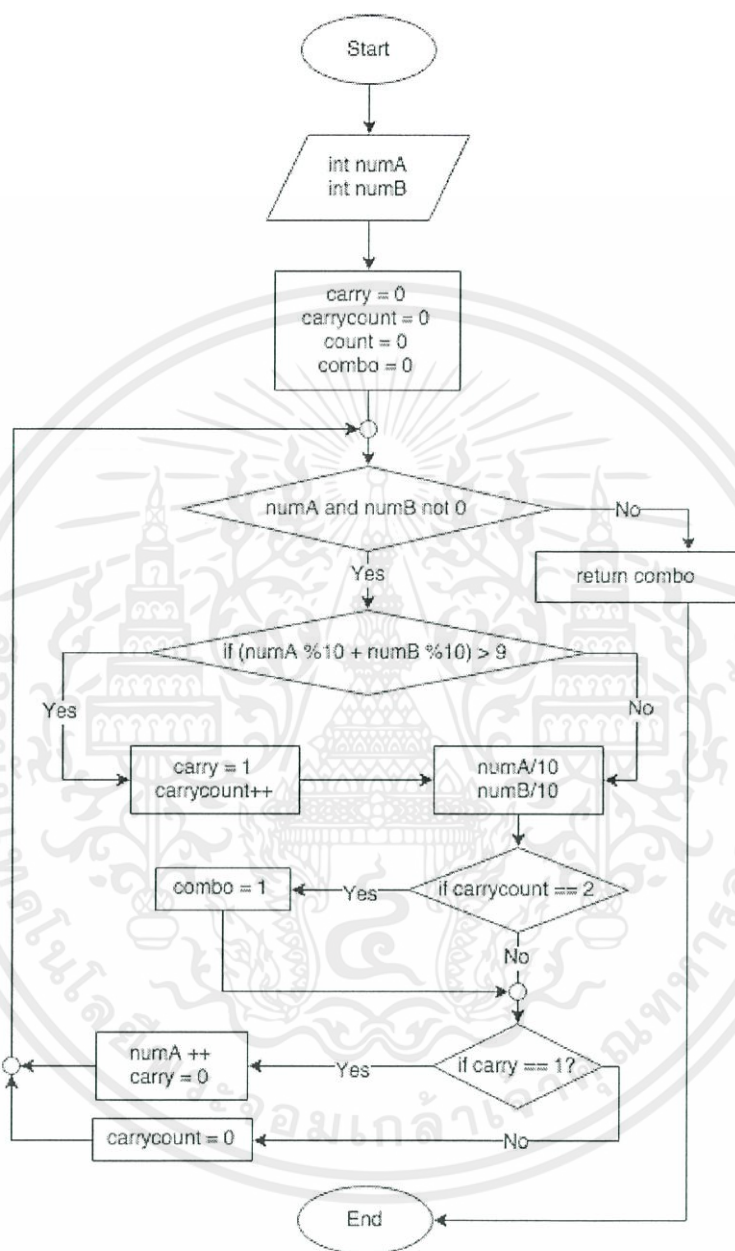 Start
int numA
int numB
carry = 0
carrycount = 0
count = 0
combo = 0
numA and numB not 0
No
Yes
return combo
if (numA %10 + numB %10) > 9
Yes
No
carry = 1
carrycount++
numA/10
numB/10
combo = 1
Yes
if carrycount == 2
No
numA ++
carry = 0
Yes
if carry == 1?
carrycount = 0
No
End